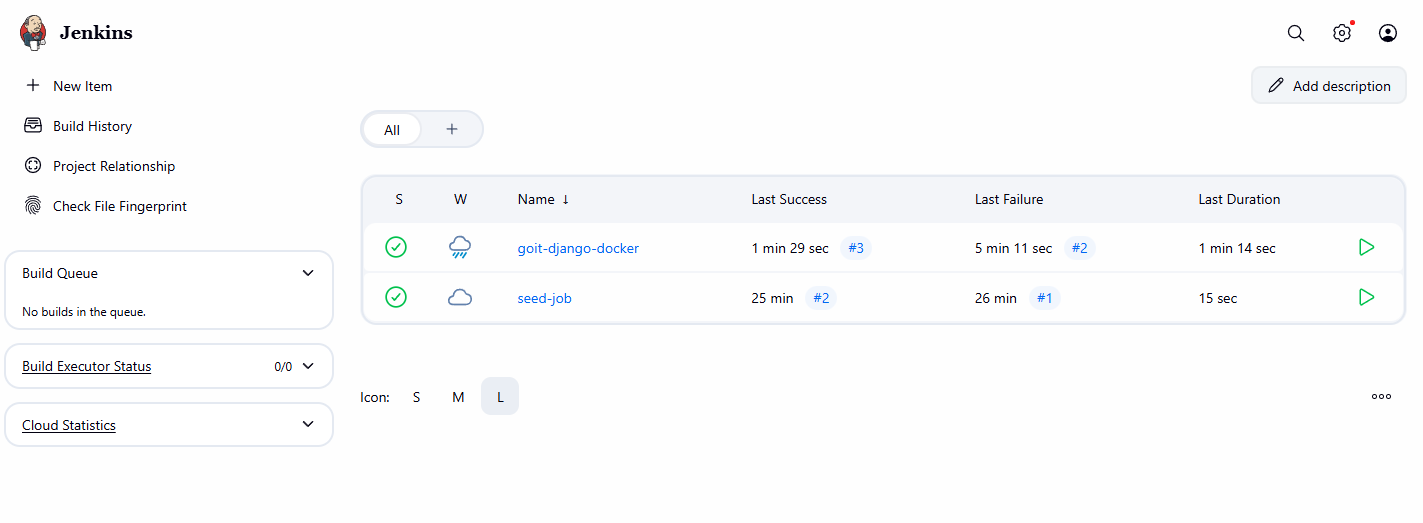 Jenkins
New Item
Build History
Project Relationship
Check File Fingerprint
Build Queue
No builds in the queue.
Build Executor Status 0/0
Cloud Statistics
Add description
All +
S W Name ↓ Last Success Last Failure Last Duration
goit-django-docker 1 min 29 sec #3 5 min 11 sec #2 1 min 14 sec
seed-job 25 min #2 26 min #1 15 sec
Icon: S M L